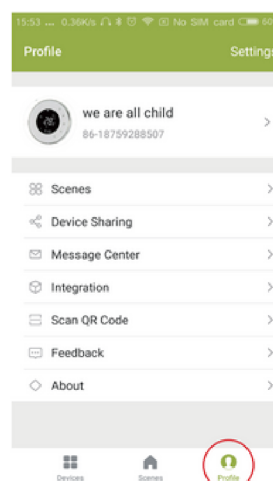 15:53 ... 0.36K/s No SIM card 60
Profile Settings
we are all child
86-18759288507
Scenes
Device Sharing
Message Center
Integration
Scan QR Code
Feedback
About
Devices Scenes Profile